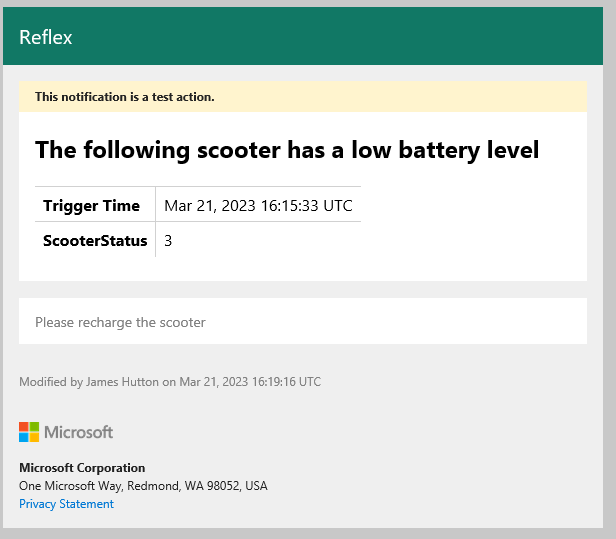 Reflex
This notification is a test action.
The following scooter has a low battery level
Trigger Time Mar 21, 2023 16:15:33 UTC
ScooterStatus 3
Please recharge the scooter
Modified by James Hutton on Mar 21, 2023 16:19:16 UTC
Microsoft
Microsoft Corporation
One Microsoft Way, Redmond, WA 98052, USA
Privacy Statement